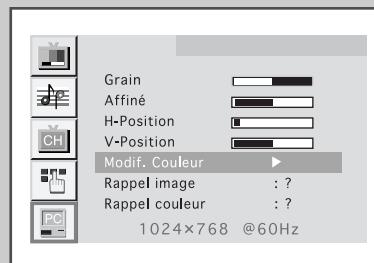 Grain
Affiné
H-Position
V-Position
CH
Modif. Couleur
Rappel image : ?
Rappel couleur : ?
PC
1024×768 @60Hz